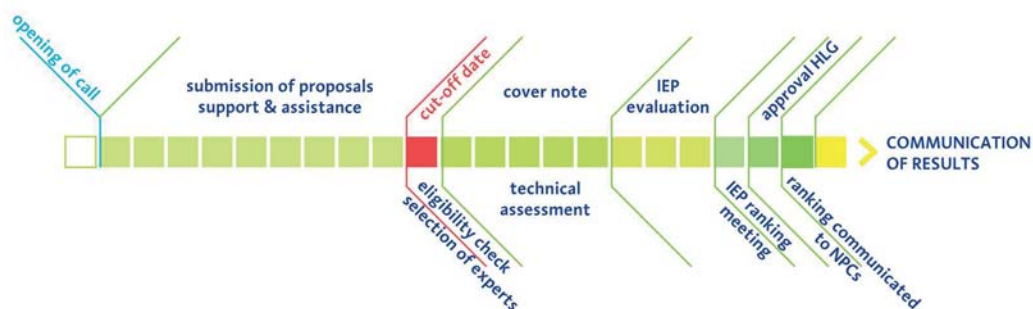 opening of call
submission of proposals
support & assistance
cut-off date
eligibility check
selection of experts
cover note
technical
assessment
IEP
evaluation
IEP ranking
meeting
approval HLG
ranking communicated
to NPCs
COMMUNICATION
OF RESULTS